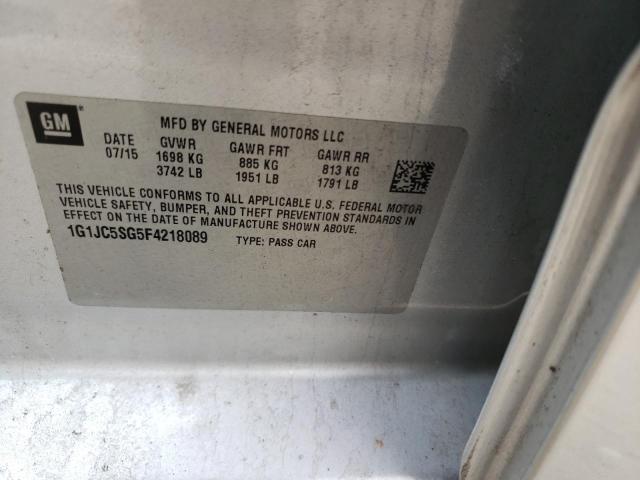 GM
MFD BY GENERAL MOTORS LLC
DATE GVWR GAWR FRT GAWR RR
07/15 1698 KG 885 KG 813 KG
3742 LB 1951 LB 1791 LB
THIS VEHICLE CONFORMS TO ALL APPLICABLE U.S. FEDERAL MOTOR
VEHICLE SAFETY, BUMPER, AND THEFT PREVENTION STANDARDS IN
EFFECT ON THE DATE OF MANUFACTURE SHOWN ABOVE.
1G1JC5SG5F4218089 TYPE: PASS CAR